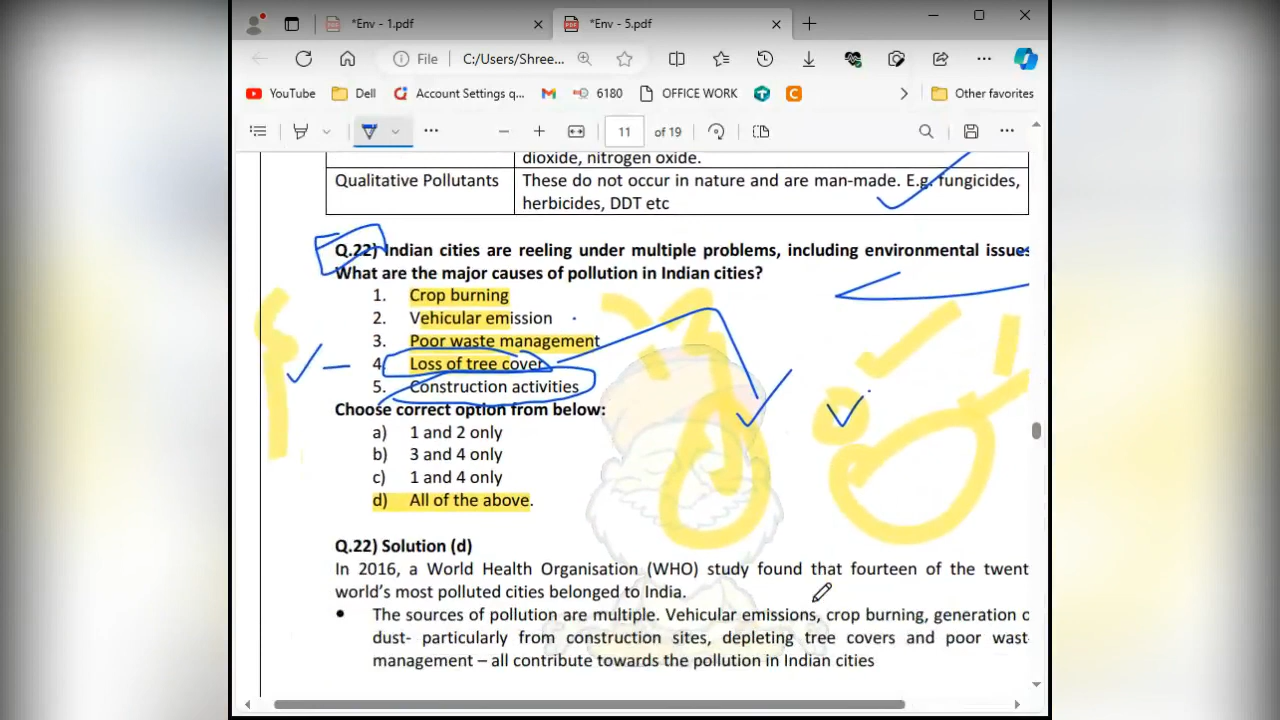 *Env - 1.pdf
*Env - 5.pdf
File C:/Users/Shree...
YouTube Dell Account Settings q... 6180 OFFICE WORK Other favorites
11 of 19
dioxide, nitrogen oxide.
Qualitative Pollutants These do not occur in nature and are man-made. E.g. fungicides,
herbicides, DDT etc
Q.22) Indian cities are reeling under multiple problems, including environmental issues
What are the major causes of pollution in Indian cities?
1. Crop burning
2. Vehicular emission
3. Poor waste management
4. Loss of tree cover
5. Construction activities
Choose correct option from below:
a) 1 and 2 only
b) 3 and 4 only
c) 1 and 4 only
d) All of the above.
Q.22) Solution (d)
In 2016, a World Health Organisation (WHO) study found that fourteen of the twent
world's most polluted cities belonged to India.
• The sources of pollution are multiple. Vehicular emissions, crop burning, generation o
dust- particularly from construction sites, depleting tree covers and poor wast
management – all contribute towards the pollution in Indian cities